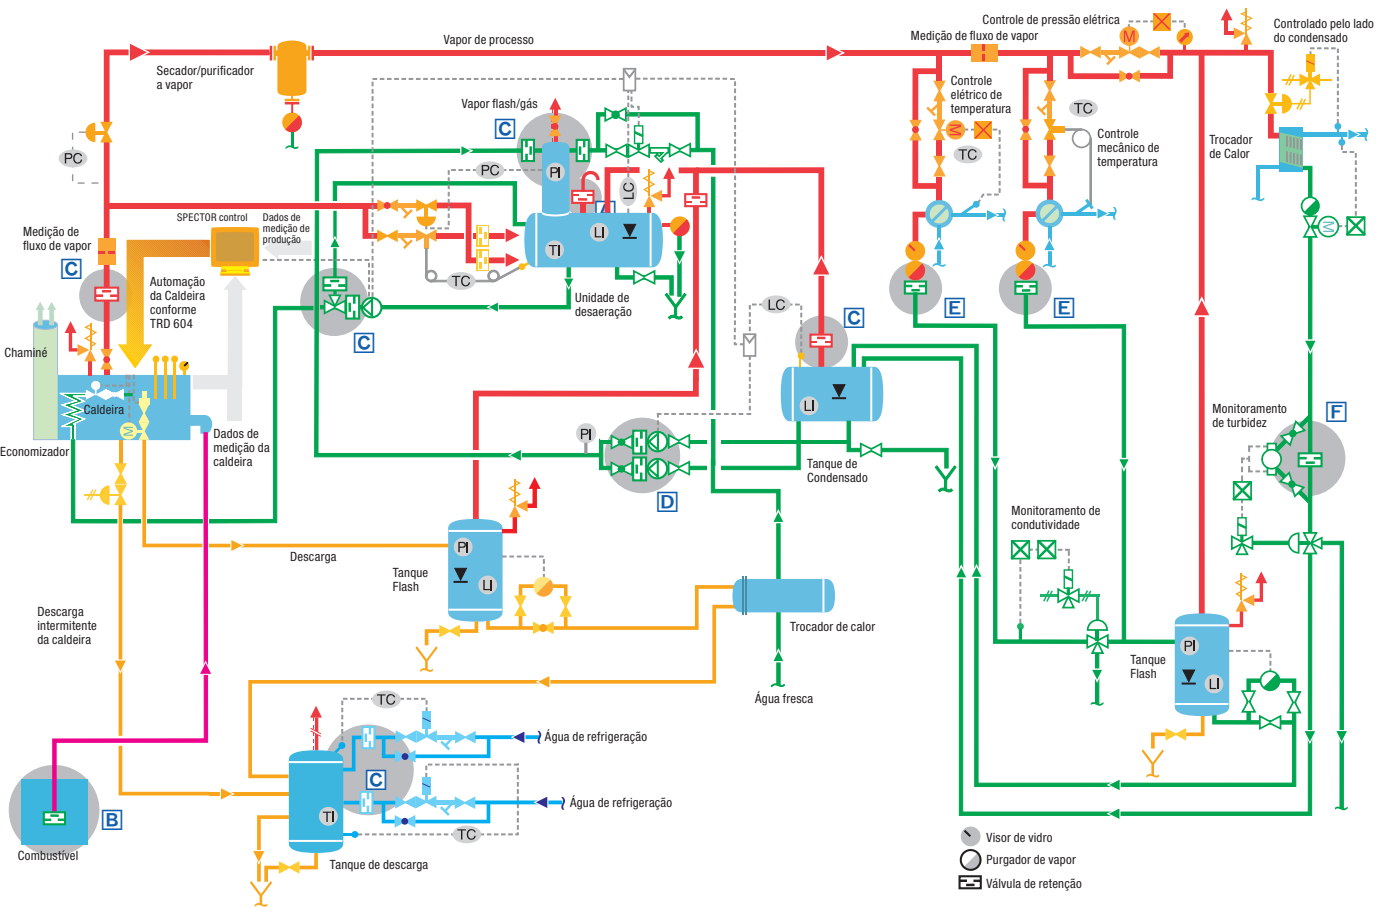 Controle de pressão elétrica
Medição de fluxo de vapor
Controlado pelo lado
do condensado
Vapor de processo
M
Secador/purificador
a vapor
Controle
elétrico de
temperatura
Vapor flash/gás
C
TC
M
TC
PC
Controle
mecânico de
temperatura
Trocador
de Calor
PC
PI
LC
SPECTOR control
Dados de
medição de
produção
Medição de
fluxo de vapor
C
LI
TI
M
Automação
da Caldeira
conforme
TRD 604
TC
Unidade de
desaeração
C
LC
C
E
E
Chaminé
Caldeira
M
LI
Economizador
Dados de
medição da
caldeira
PI
Tanque de
Condensado
D
Monitoramento
de turbidez
F
Monitoramento de
condutividade
Descarga
PI
Tanque
Flash
LI
Descarga
intermitente
da caldeira
Trocador de calor
Tanque
Flash
PI
LI
Água fresca
TC
Água de refrigeração
C
Água de refrigeração
TI
TC
B
Combustível
Tanque de descarga
Visor de vidro
Purgador de vapor
Válvula de retenção